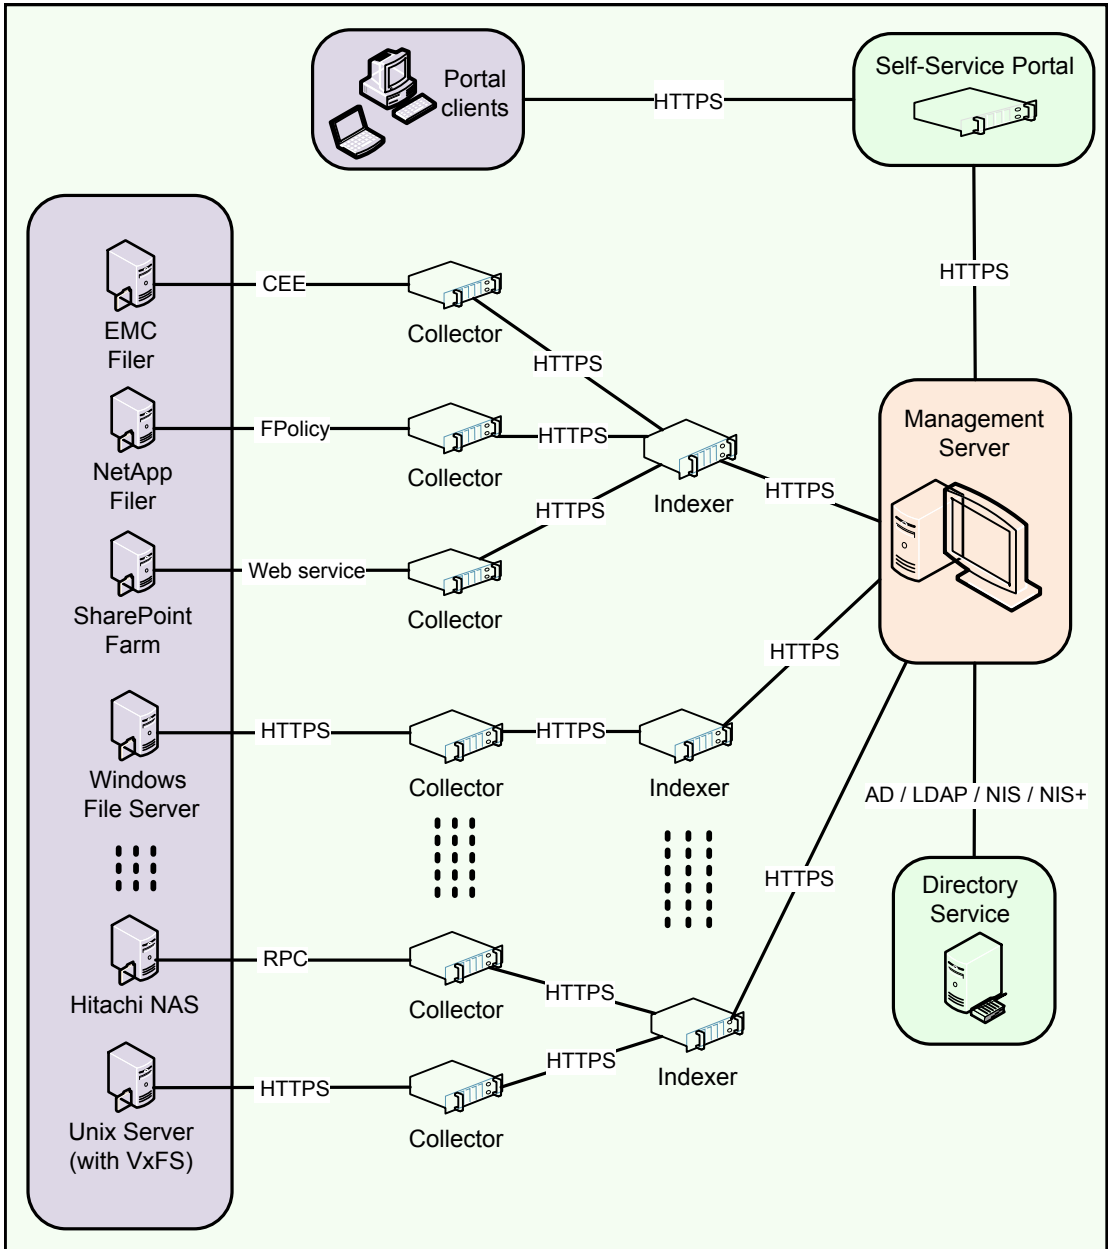 Portal
clients
HTTPS
Self-Service Portal
HTTPS
EMC
Filer
CEE
Collector
HTTPS
NetApp
Filer
FPolicy
Collector
HTTPS
Indexer
HTTPS
Management
Server
SharePoint
Farm
Web service
Collector
HTTPS
HTTPS
Windows
File Server
HTTPS
Collector
HTTPS
Indexer
AD / LDAP / NIS / NIS+
HTTPS
Directory
Service
Hitachi NAS
RPC
Collector
HTTPS
Indexer
Unix Server
(with VxFS)
HTTPS
Collector
HTTPS